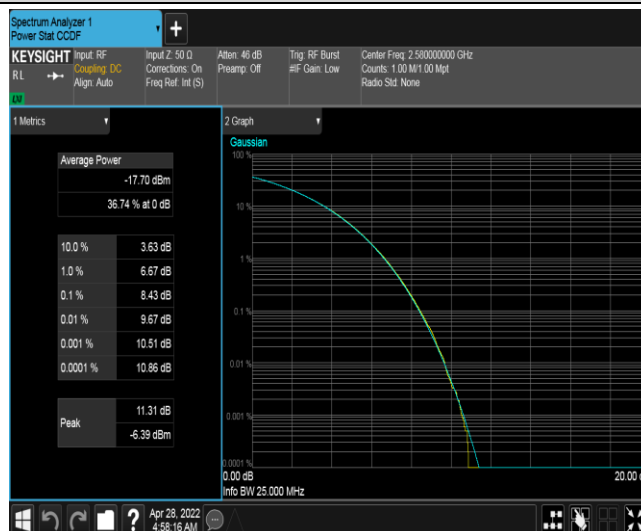 Spectrum Analyzer 1
Power Stat CCDF
KEYSIGHT
RL
Input: RF
Coupling: DC
Align: Auto
Input Z: 50 Ω
Corrections: On
Freq Ref: Int (S)
Atten: 46 dB
Preamp: Off
Trig: RF Burst
#IF Gain: Low
Center Freq: 2.580000000 GHz
Counts: 1.00 M/1.00 Mpt
Radio Std: None
1 Metrics
Average Power
-17.70 dBm
36.74 % at 0 dB
10.0 % 3.63 dB
1.0 % 6.67 dB
0.1 % 8.43 dB
0.01 % 9.67 dB
0.001 % 10.51 dB
0.0001 % 10.86 dB
Peak
11.31 dB
-6.39 dBm
2 Graph
Gaussian
100 %
10 %
1 %
0.1 %
0.01 %
0.001 %
0.0001 %
0.00 dB
20.00
Info BW 25.000 MHz
?
Apr 28, 2022
4:58:16 AM